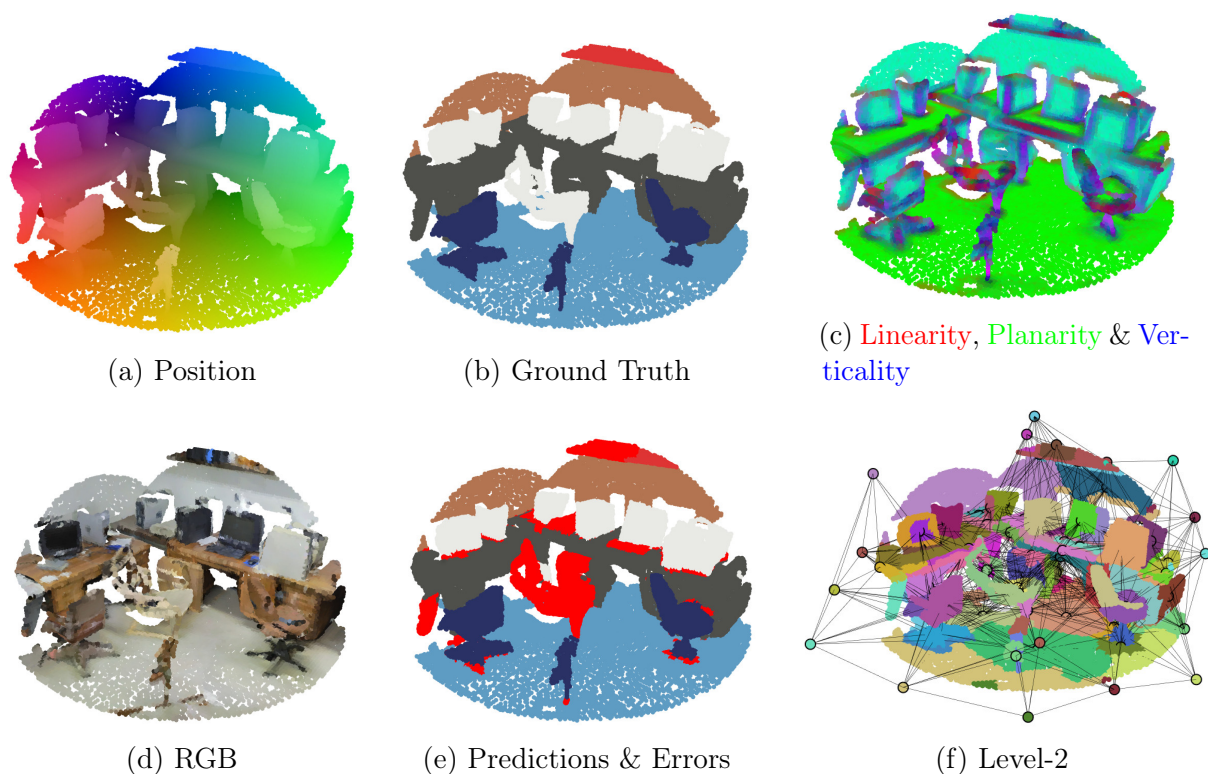 (a) Position
(b) Ground Truth
(c) Linearity, Planarity & Ver-
ticality
(d) RGB
(e) Predictions & Errors
(f) Level-2